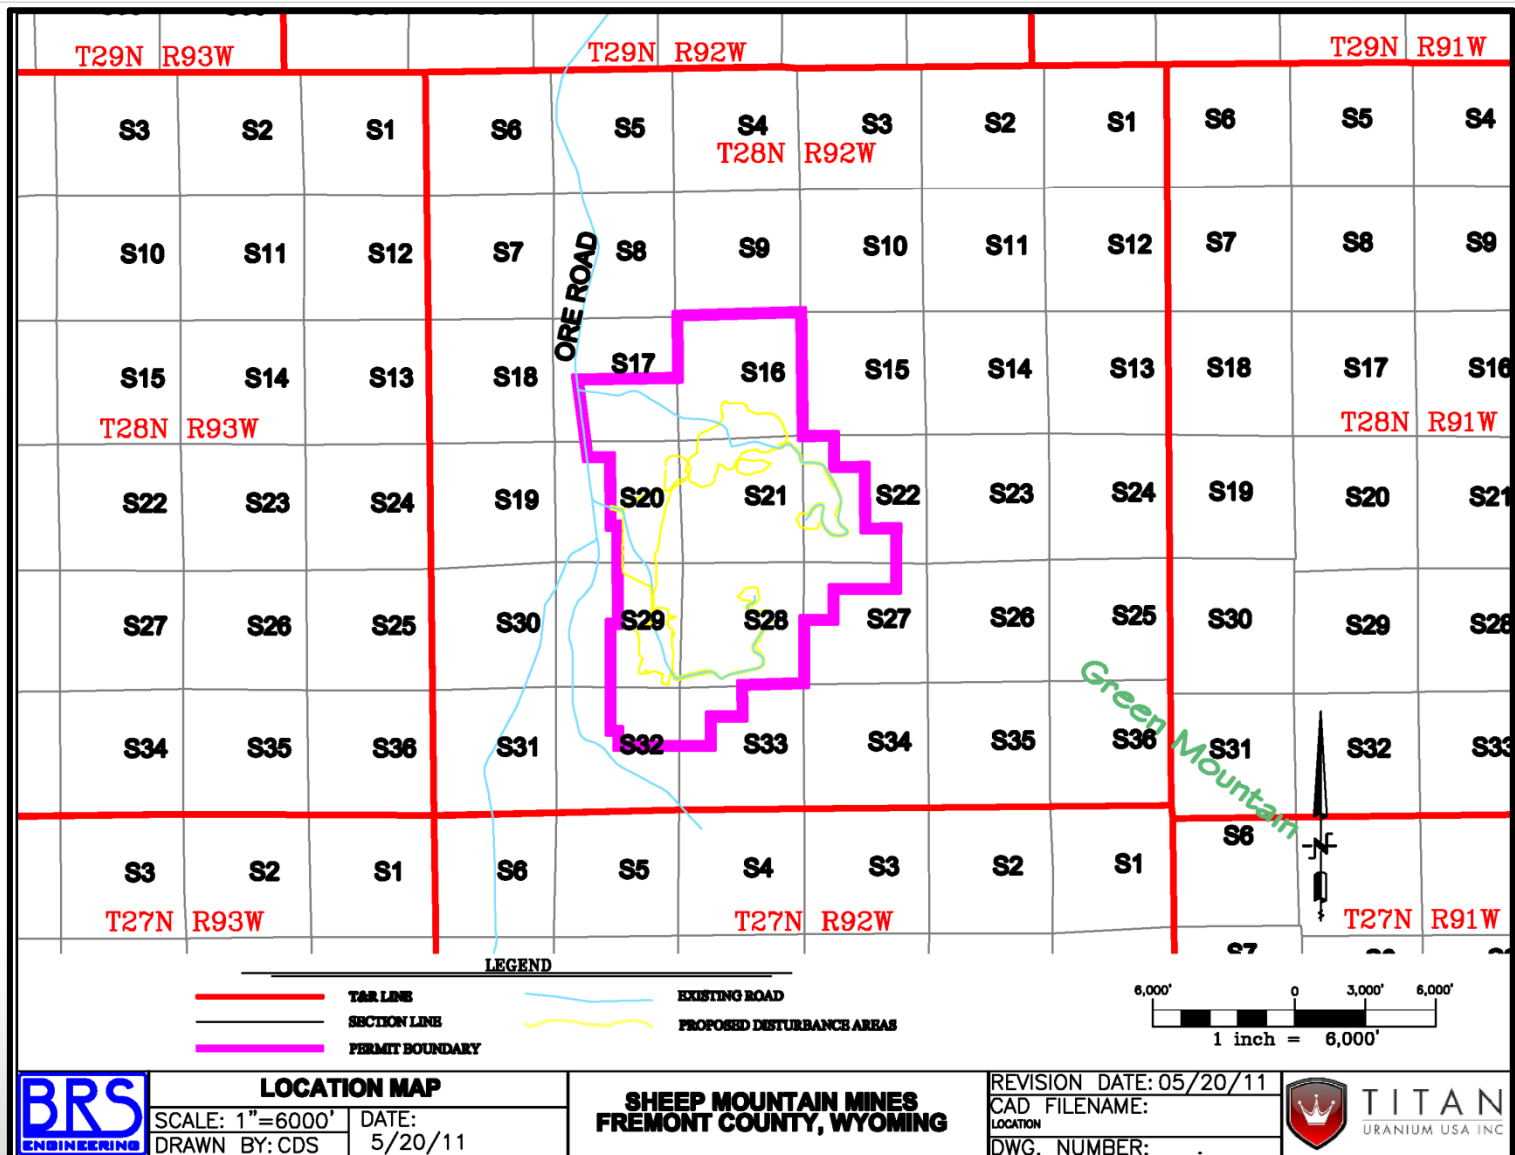 T29N R93W
T29N R92W
T29N R91W
S3 S2 S1 S6 S5 S4 S3 S2 S1 S6 S5 S4
T28N R92W
S10 S11 S12 S7 S8 S9 S10 S11 S12 S7 S8 S9
ORE ROAD
S15 S14 S13 S18 S17 S16 S15 S14 S13 S18 S17 S16
T28N R93W
T28N R91W
S22 S23 S24 S19 S20 S21 S22 S23 S24 S19 S20 S21
S27 S26 S25 S30 S29 S28 S27 S26 S25 S30 S29 S28
Green Mountain
S34 S35 S36 S31 S32 S33 S34 S35 S36 S31 S32 S33
S3 S2 S1 S6 S5 S4 S3 S2 S1 S6
T27N R93W
T27N R92W
T27N R91W
S7
N
LEGEND
T&R LINE
SECTION LINE
PERMIT BOUNDARY
EXISTING ROAD
PROPOSED DISTURBANCE AREAS
6,000' 0 3,000' 6,000'
1 inch = 6,000'
BRS
ENGINEERING
LOCATION MAP
SCALE: 1"=6000'
DRAWN BY: CDS
DATE:
5/20/11
SHEEP MOUNTAIN MINES
FREMONT COUNTY, WYOMING
REVISION DATE: 05/20/11
CAD FILENAME:
LOCATION
DWG. NUMBER: .
TITAN
URANIUM USA INC